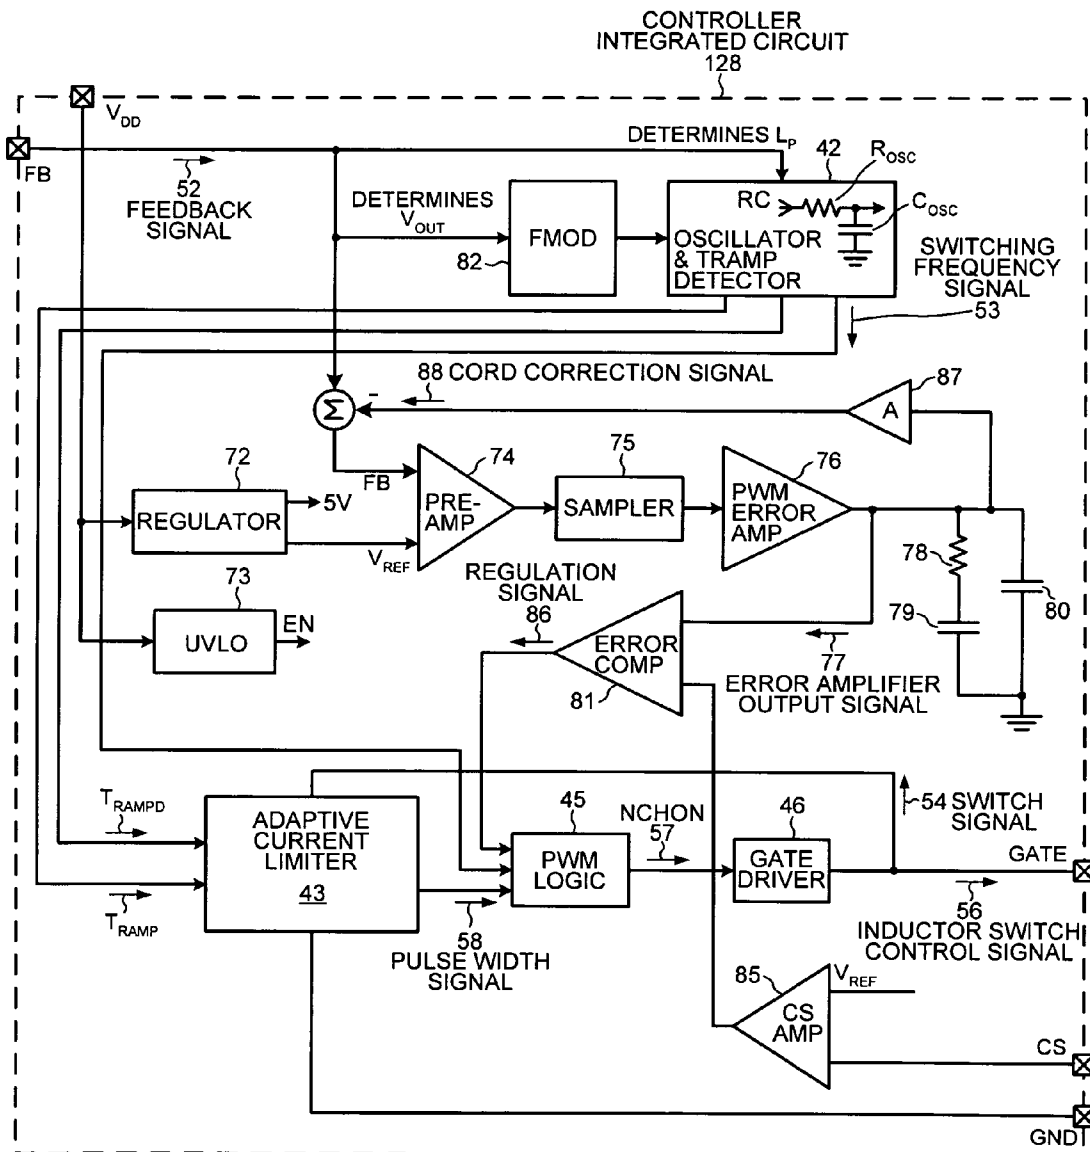 CONTROLLER
INTEGRATED CIRCUIT
128
V_DD
FB
52
FEEDBACK
SIGNAL
DETERMINES L_P
42
R_OSC
RC
C_OSC
DETERMINES
V_OUT
FMOD
82
OSCILLATOR
& TRAMP
DETECTOR
SWITCHING
FREQUENCY
SIGNAL
53
88 CORD CORRECTION SIGNAL
87
A
-
Σ
72
REGULATOR
5V
V_REF
FB
74
PRE-
AMP
75
SAMPLER
76
PWM
ERROR
AMP
78
79
80
73
UVLO
EN
REGULATION
SIGNAL
86
ERROR
COMP
81
77
ERROR AMPLIFIER
OUTPUT SIGNAL
T_RAMPD
ADAPTIVE
CURRENT
LIMITER
43
T_RAMP
45
PWM
LOGIC
NCHON
57
46
GATE
DRIVER
54 SWITCH
SIGNAL
GATE
56
INDUCTOR SWITCH
CONTROL SIGNAL
58
PULSE WIDTH
SIGNAL
85
V_REF
CS
AMP
CS
GND